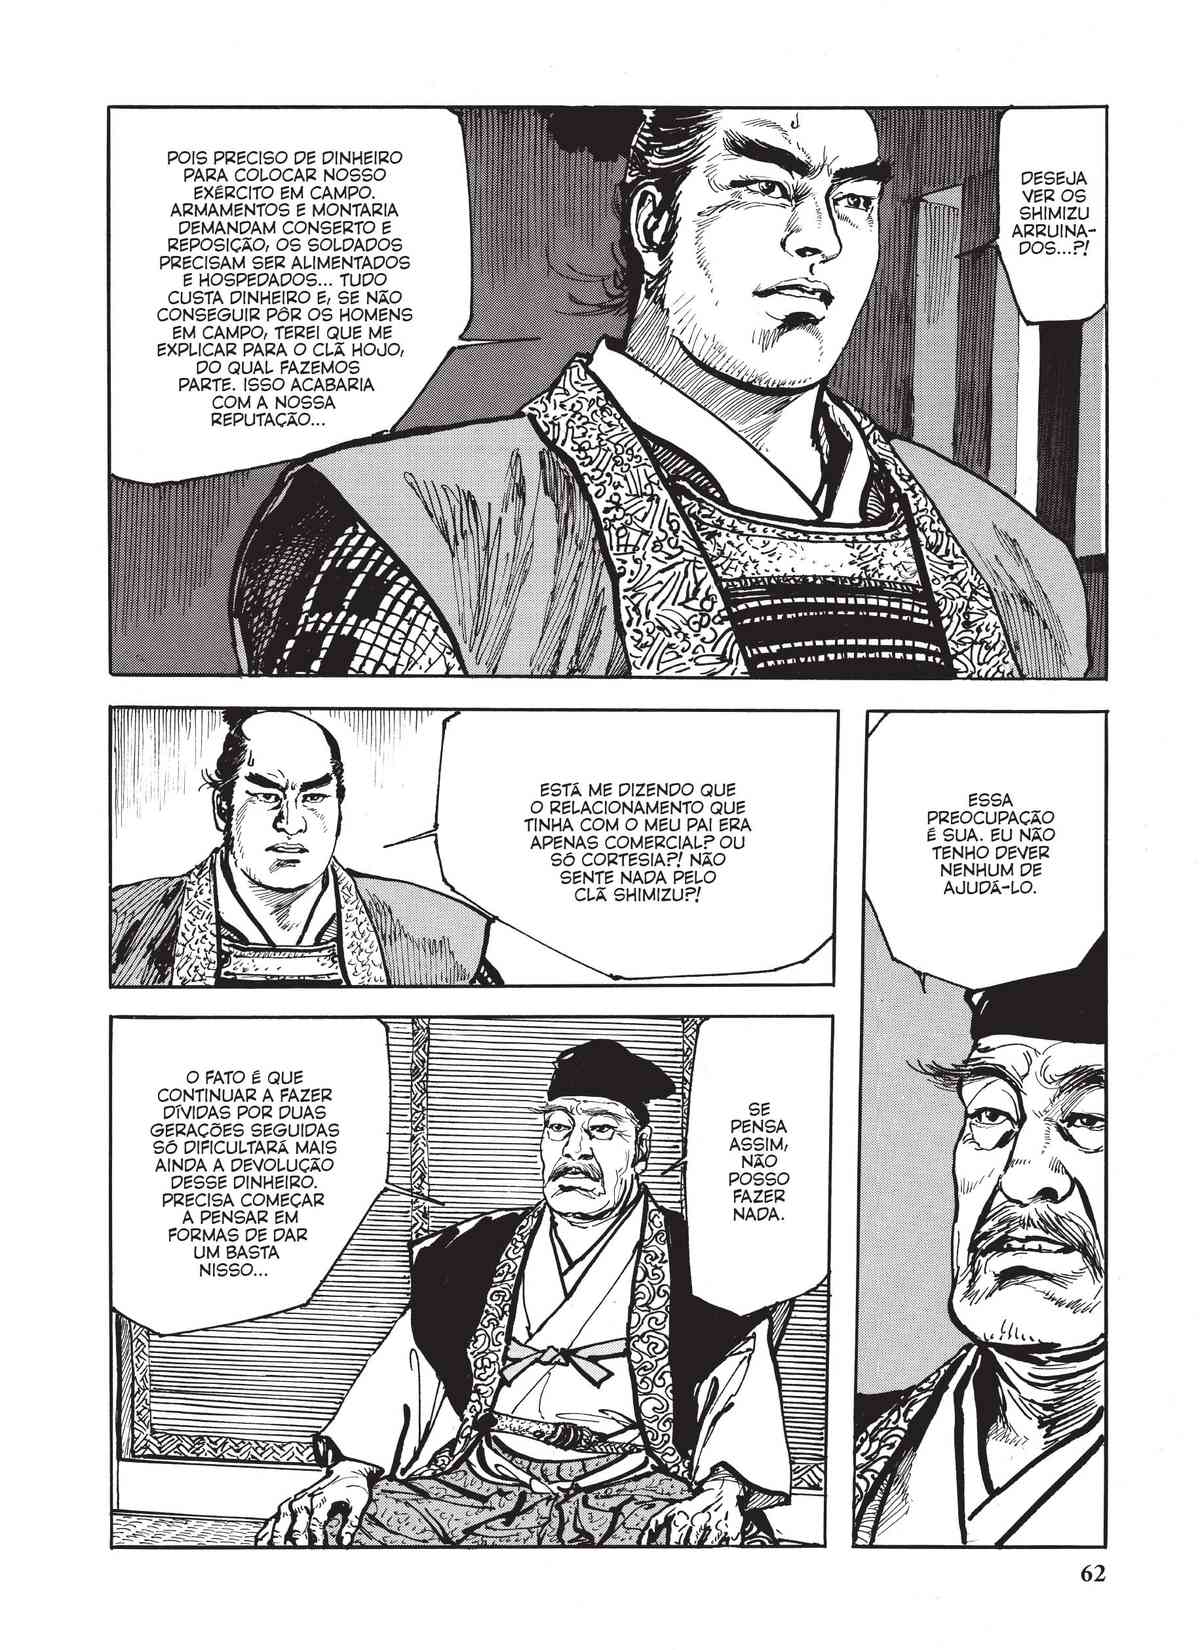 DESEJA
VER OS
SHIMIZU
ARRUINA-
DOS...?!
POIS PRECISO DE DINHEIRO
PARA COLOCAR NOSSO
EXÉRCITO EM CAMPO.
ARMAMENTOS E MONTARIA
DEMANDAM CONSERTO E
REPOSIÇÃO, OS SOLDADOS
PRECISAM SER ALIMENTADOS
E HOSPEDADOS... TUDO
CUSTA DINHEIRO E, SE NÃO
CONSEGUIR PÔR OS HOMENS
EM CAMPO, TEREI QUE ME
EXPLICAR PARA O CLÃ HOJO,
DO QUAL FAZEMOS
PARTE. ISSO ACABARIA
COM A NOSSA
REPUTAÇÃO...
ESSA
PREOCUPAÇÃO
É SUA. EU NÃO
TENHO DEVER
NENHUM DE
AJUDÁ-LO.
ESTÁ ME DIZENDO QUE
O RELACIONAMENTO QUE
TINHA COM O MEU PAI ERA
APENAS COMERCIAL? OU
SÓ CORTESIA?! NÃO
SENTE NADA PELO
CLÃ SHIMIZU?!
SE
PENSA
ASSIM,
NÃO
POSSO
FAZER
NADA.
O FATO É QUE
CONTINUAR A FAZER
DÍVIDAS POR DUAS
GERAÇÕES SEGUIDAS
SÓ DIFICULTARÁ MAIS
AINDA A DEVOLUÇÃO
DESSE DINHEIRO.
PRECISA COMEÇAR
A PENSAR EM
FORMAS DE DAR
UM BASTA
NISSO...
62